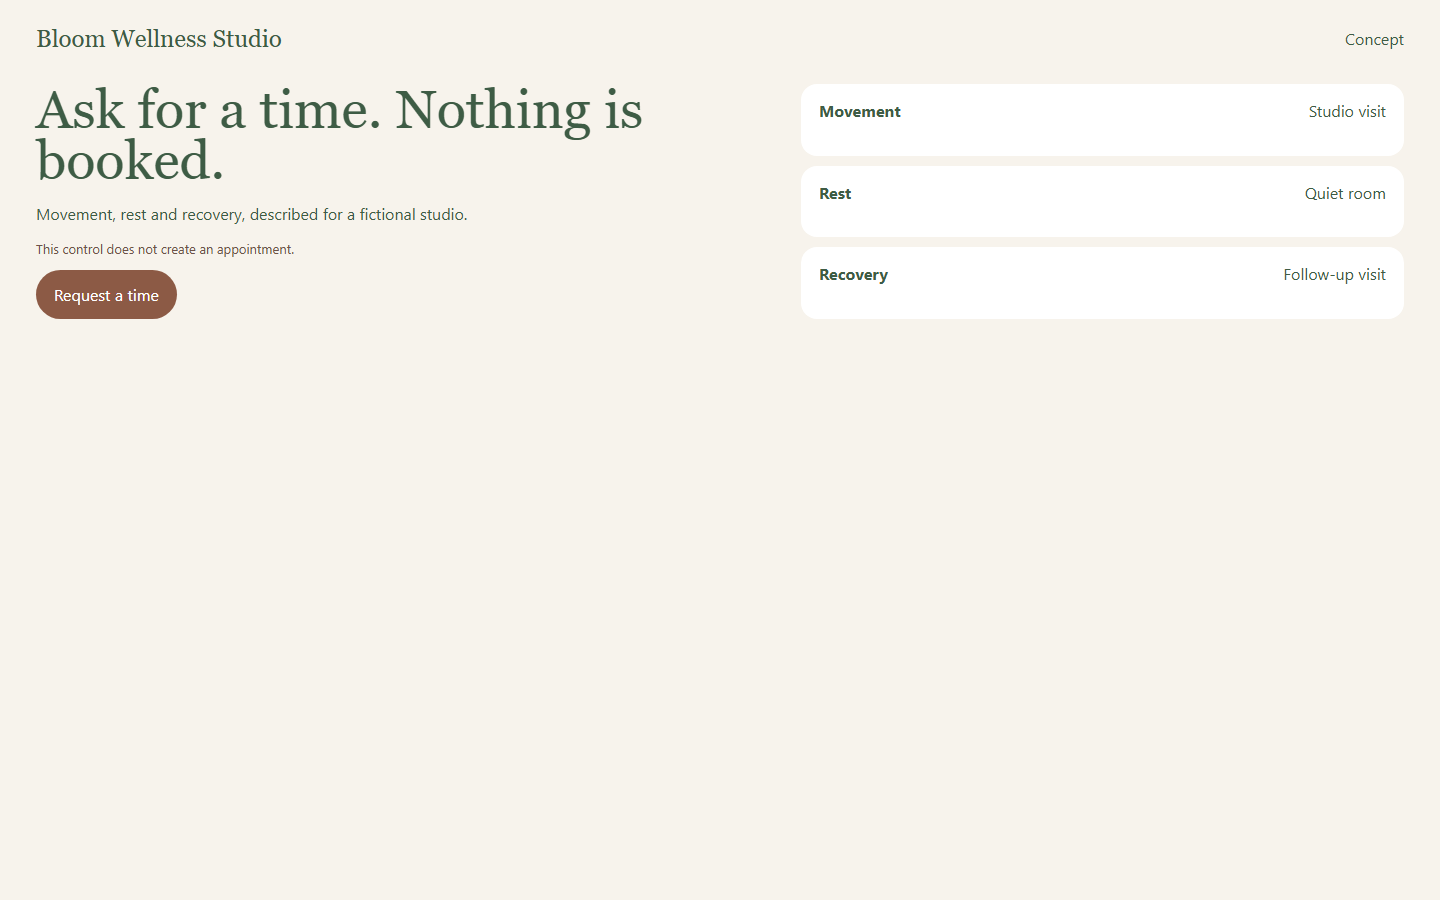 Bloom Wellness Studio
Concept
Ask for a time. Nothing is
booked.
Movement, rest and recovery, described for a fictional studio.
This control does not create an appointment.
Request a time
Movement
Studio visit
Rest
Quiet room
Recovery
Follow-up visit